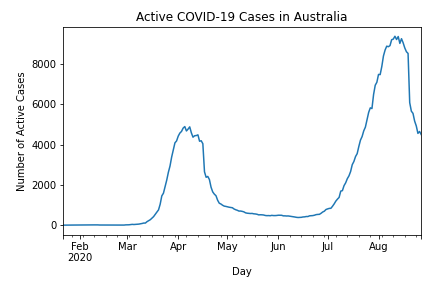 Active COVID-19 Cases in Australia
Number of Active Cases
8000
6000
4000
2000
0
Feb Mar Apr May Jun Jul Aug
2020
Day